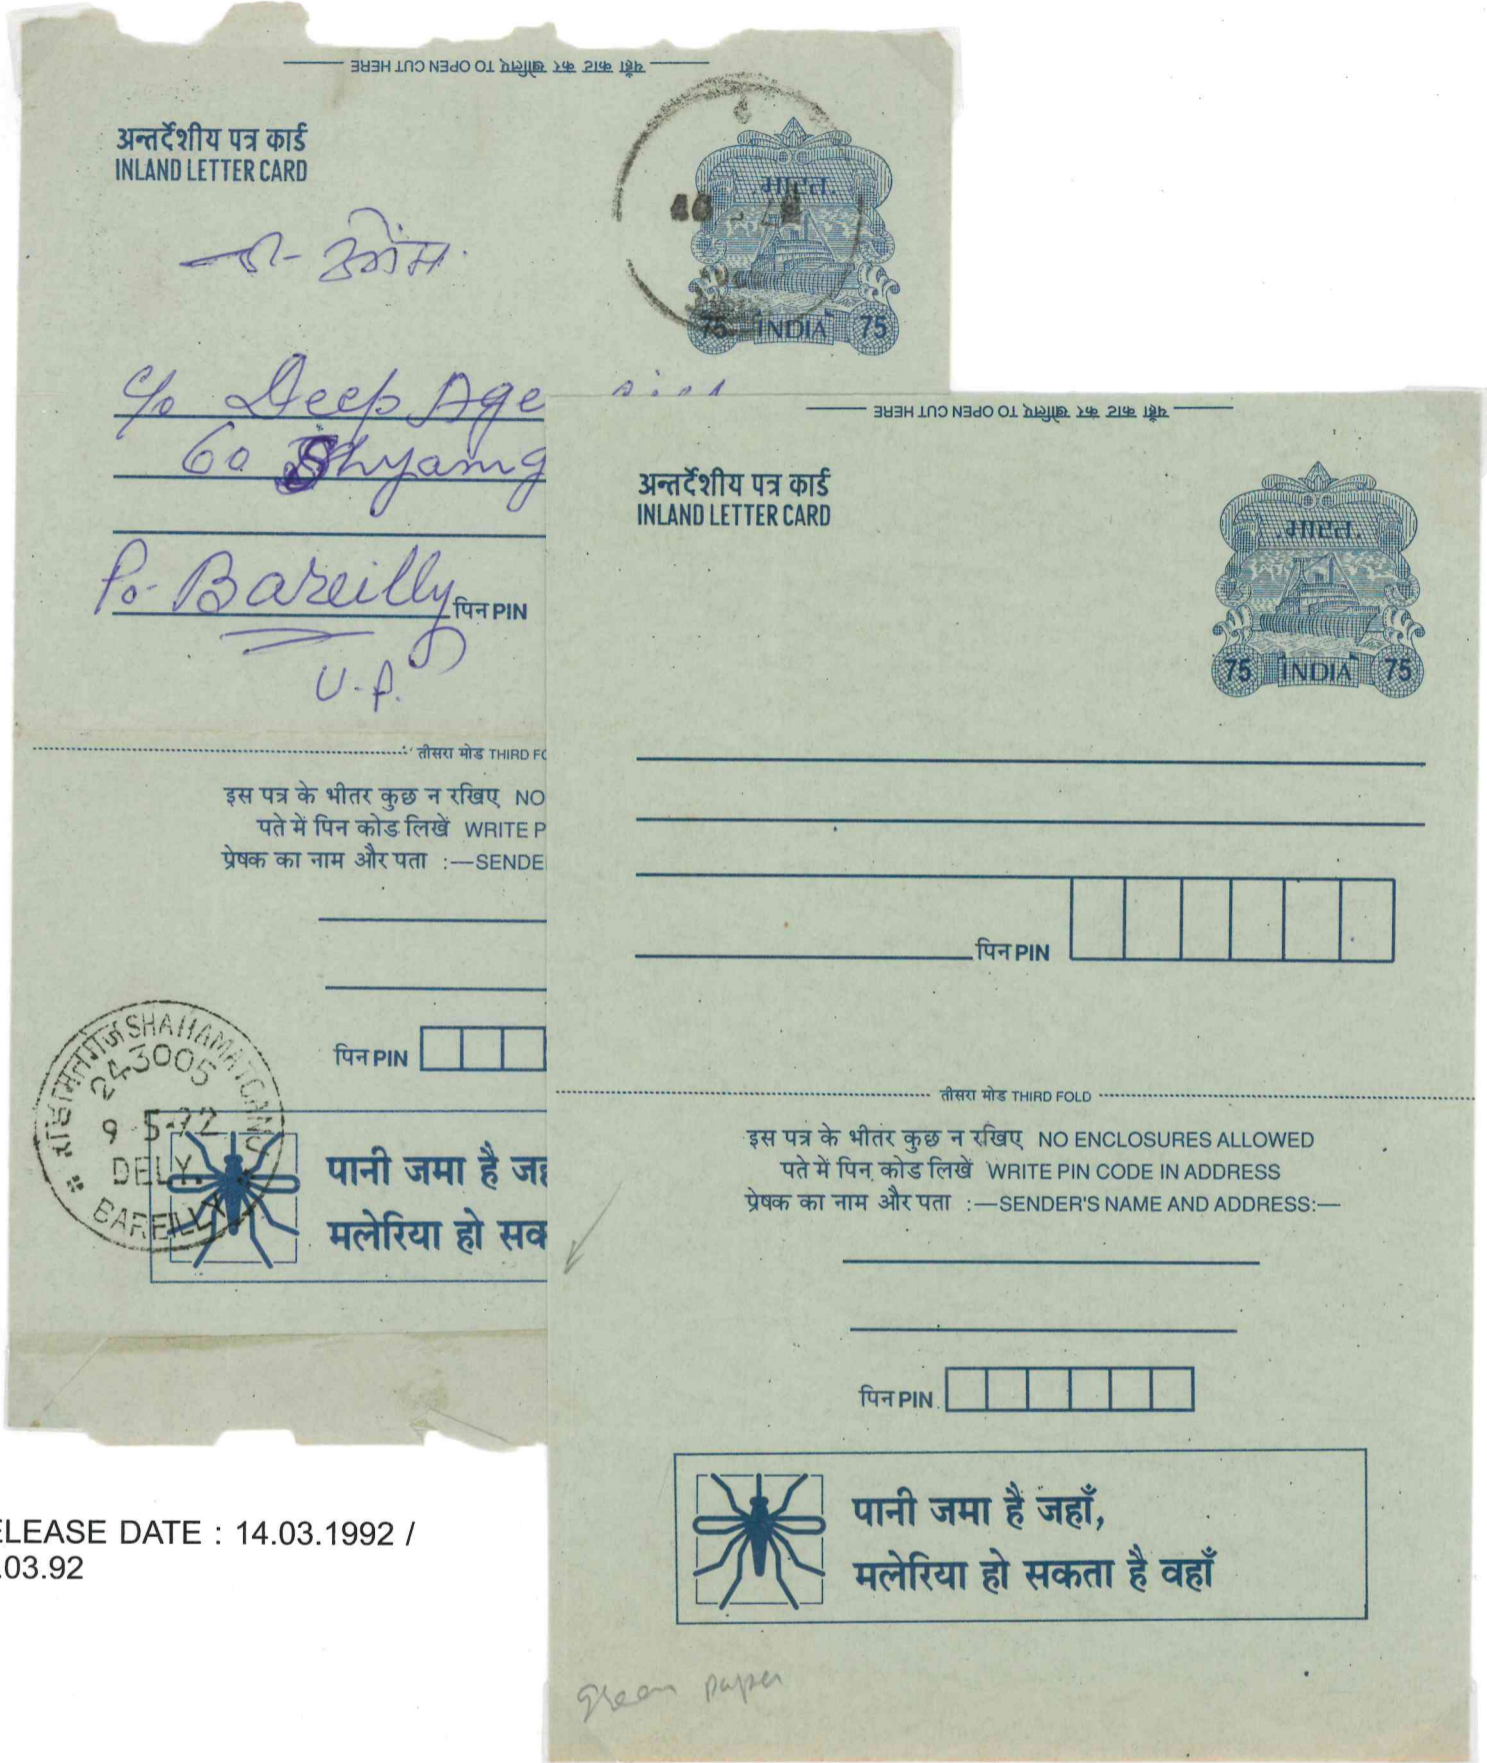 यहाँ काट कर खोलिए TO OPEN CUT HERE
अन्तर्देशीय पत्र कार्ड
INLAND LETTER CARD
भारत
75 INDIA 75
C/o Deep Age
60 Shyamg
Po- Bareilly
पिन PIN
U.P.
तीसरा मोड THIRD FO
इस पत्र के भीतर कुछ न रखिए NO
पते में पिन कोड लिखें WRITE P
प्रेषक का नाम और पता :—SENDE
पिन PIN
शाहामतगंज SHAHAMATGANJ
243005
9-5-92
DELY.
BAREILLY
पानी जमा है जह
मलेरिया हो सक
यहाँ काट कर खोलिए TO OPEN CUT HERE
अन्तर्देशीय पत्र कार्ड
INLAND LETTER CARD
भारत
75 INDIA 75
पिन PIN
तीसरा मोड THIRD FOLD
इस पत्र के भीतर कुछ न रखिए NO ENCLOSURES ALLOWED
पते में पिन कोड लिखें WRITE PIN CODE IN ADDRESS
प्रेषक का नाम और पता :—SENDER'S NAME AND ADDRESS:—
पिन PIN
पानी जमा है जहाँ,
मलेरिया हो सकता है वहाँ
green paper
ELEASE DATE : 14.03.1992 /
.03.92